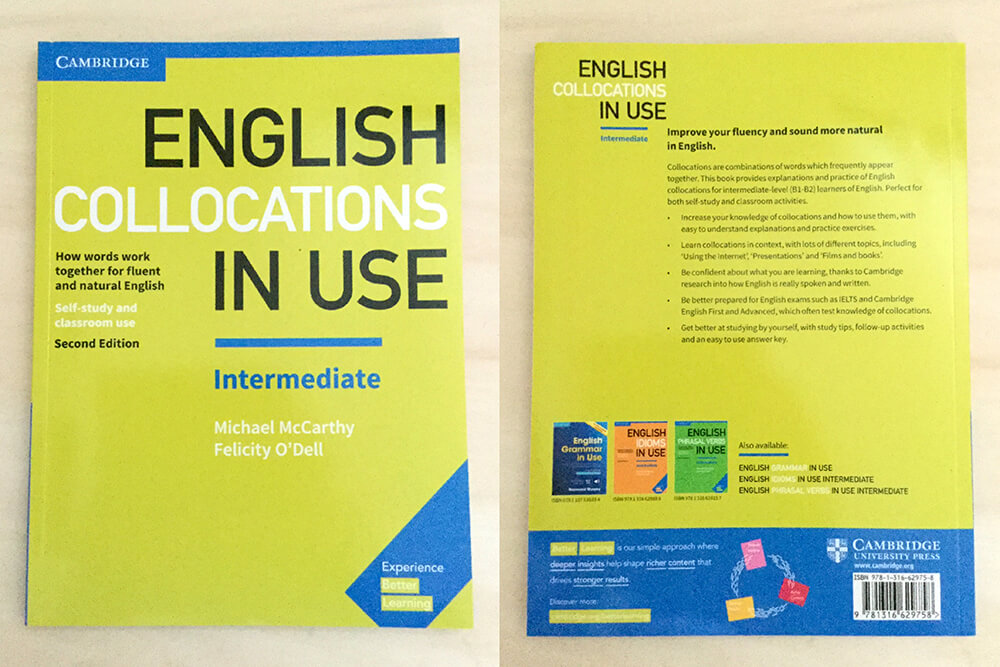 CAMBRIDGE
ENGLISH
COLLOCATIONS
IN USE
How words work
together for fluent
and natural English
Self-study and
classroom use
Second Edition
Intermediate
Michael McCarthy
Felicity O'Dell
Experience
Better
Learning
ENGLISH
COLLOCATIONS
IN USE
Intermediate
Improve your fluency and sound more natural
in English.
Collocations are combinations of words which frequently appear
together. This book provides explanations and practice of English
collocations for intermediate-level (B1-B2) learners of English. Perfect for
both self-study and classroom activities.
• Increase your knowledge of collocations and how to use them, with
easy to understand explanations and practice exercises.
• Learn collocations in context, with lots of different topics, including
'Using the Internet', 'Presentations' and 'Films and books'.
• Be confident about what you are learning, thanks to Cambridge
research into how English is really spoken and written.
• Be better prepared for English exams such as IELTS and Cambridge
English First and Advanced, which often test knowledge of collocations.
• Get better at studying by yourself, with study tips, follow-up activities
and an easy to use answer key.
English
Grammar
in Use
ENGLISH
IDIOMS
IN USE
ENGLISH
PHRASAL VERBS
IN USE
Also available:
ENGLISH GRAMMAR IN USE
ENGLISH IDIOMS IN USE INTERMEDIATE
ENGLISH PHRASAL VERBS IN USE INTERMEDIATE
Better Learning is our simple approach where
deeper insights help shape richer content that
drives stronger results.
Discover more:
CAMBRIDGE
UNIVERSITY PRESS
www.cambridge.org
ISBN 978-1-316-62975-8
9 781316 629758 >